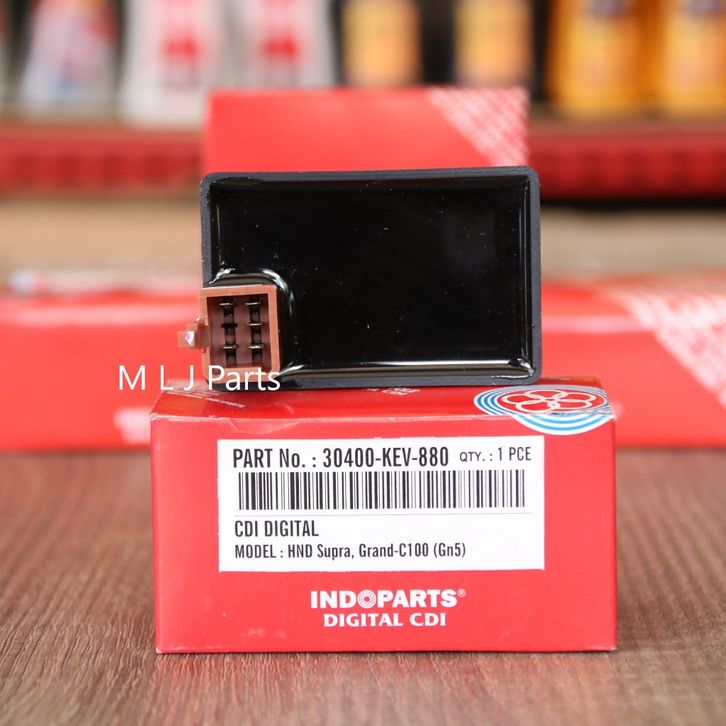 M L J Parts
PART No. : 30400-KEV-880 QTY. : 1 PCE
CDI DIGITAL
MODEL : HND Supra, Grand-C100 (Gn5)
INDOPARTS®
DIGITAL CDI